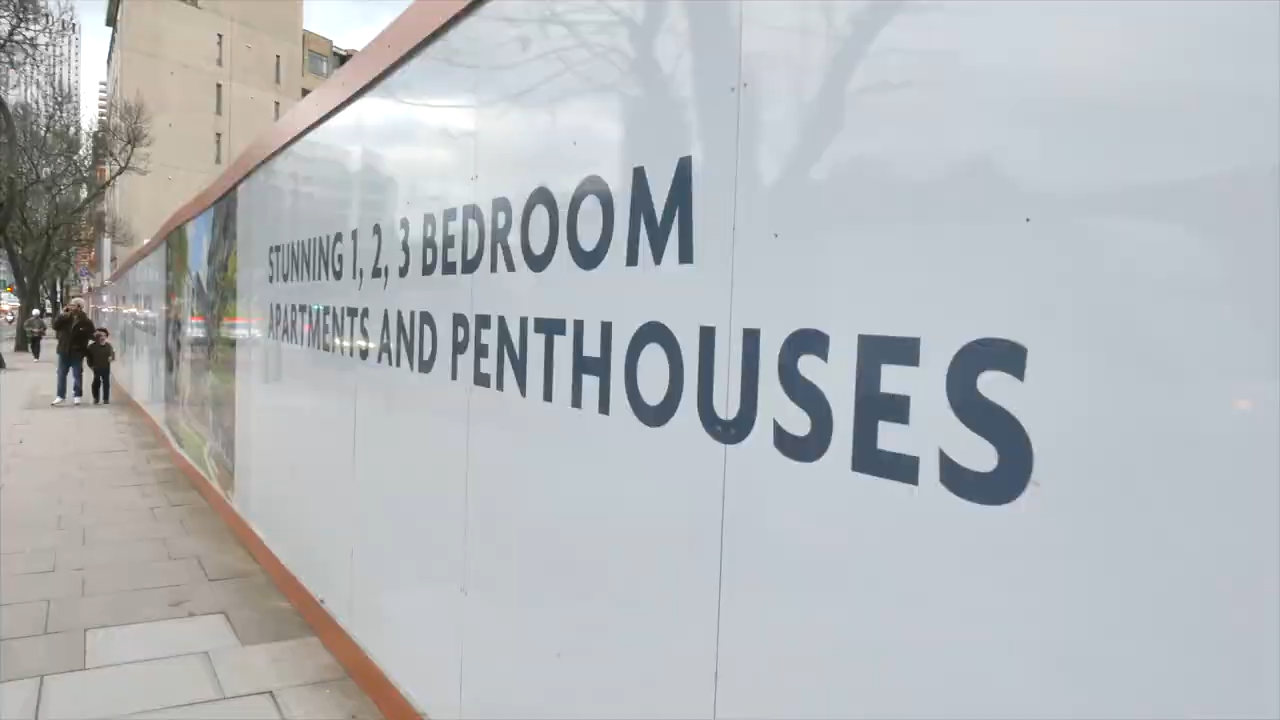 STUNNING 1, 2, 3 BEDROOM
APARTMENTS AND PENTHOUSES